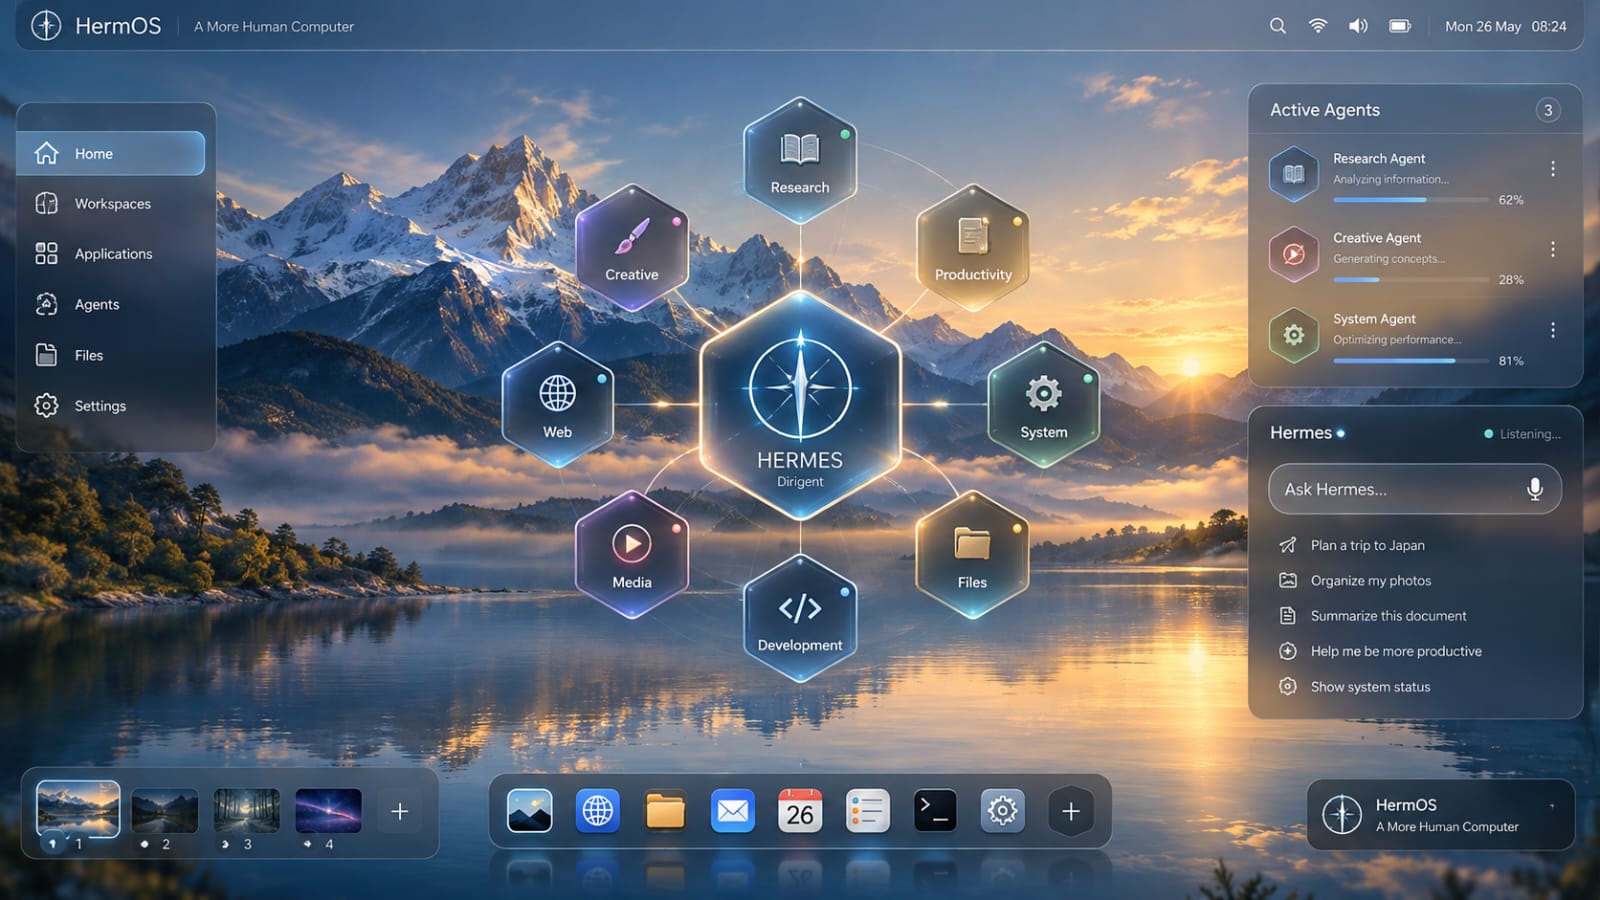 HermOS
A More Human Computer
Mon 26 May 08:24
Home
Workspaces
Applications
Agents
Files
Settings
Research
Creative
Productivity
Web
HERMES
Dirigent
System
Media
Files
Development
Active Agents
3
Research Agent
Analyzing information...
62%
Creative Agent
Generating concepts...
28%
System Agent
Optimizing performance...
81%
Hermes
Listening...
Ask Hermes...
Plan a trip to Japan
Organize my photos
Summarize this document
Help me be more productive
Show system status
1
2
3
4
26
HermOS
A More Human Computer